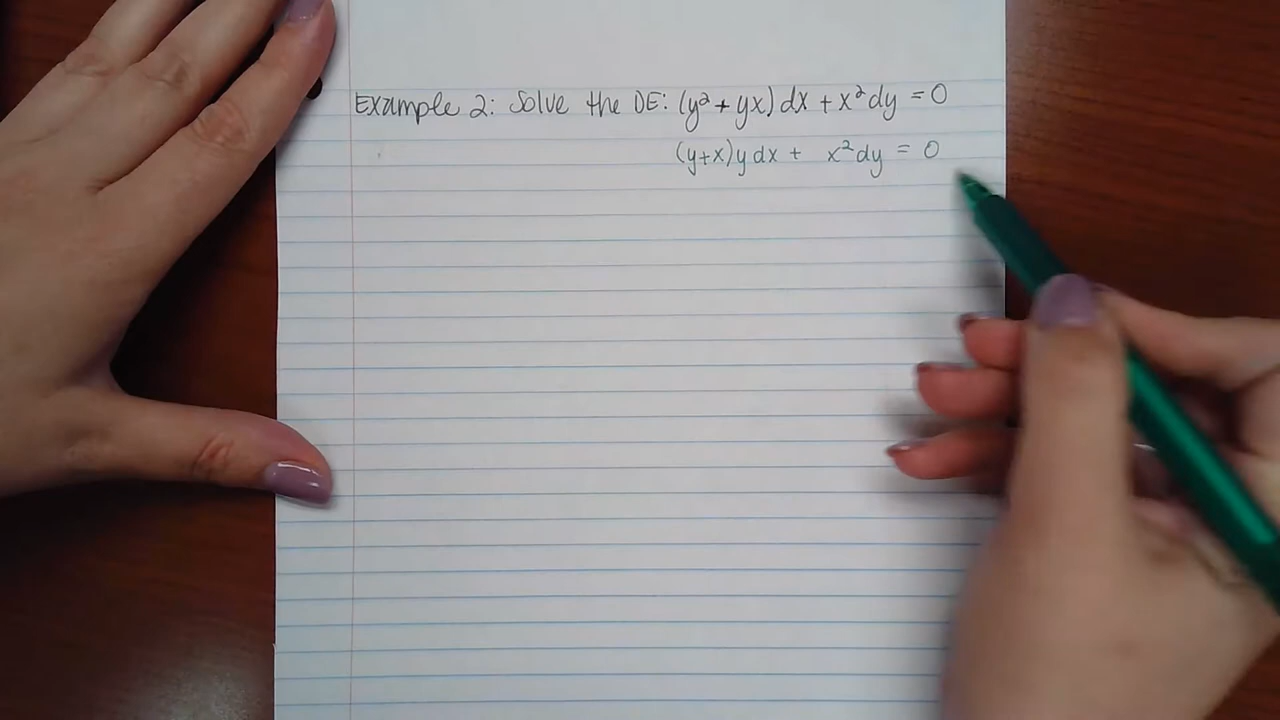 Example 2: Solve the DE: (y² + yx) dx + x² dy = 0
(y+x) y dx + x² dy = 0